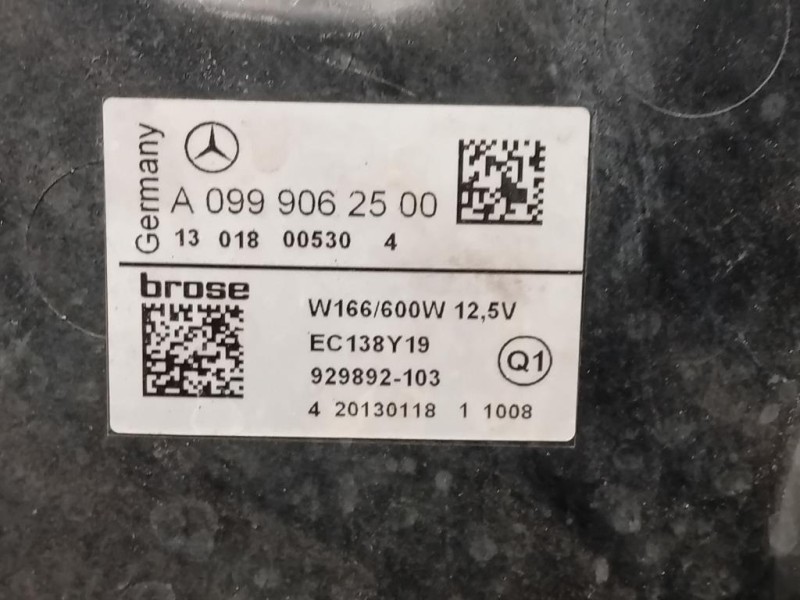 Germany
A 099 906 25 00
13 018 00530 4
brose
W166/600W 12,5V
EC138Y19
929892-103
Q1
4 20130118 1 1008